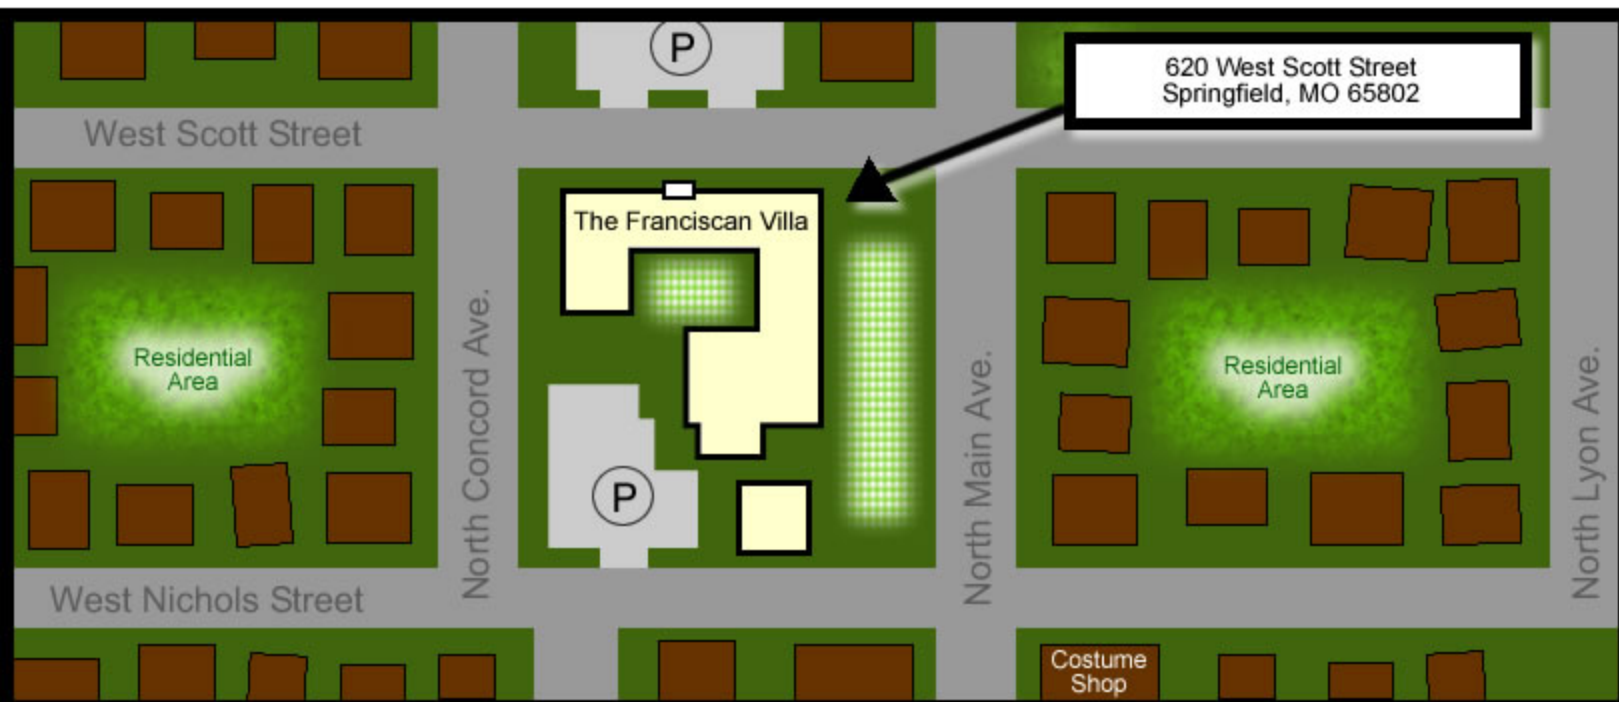 P
620 West Scott Street
Springfield, MO 65802
West Scott Street
The Franciscan Villa
North Concord Ave.
North Main Ave.
North Lyon Ave.
Residential
Area
Residential
Area
P
West Nichols Street
Costume
Shop